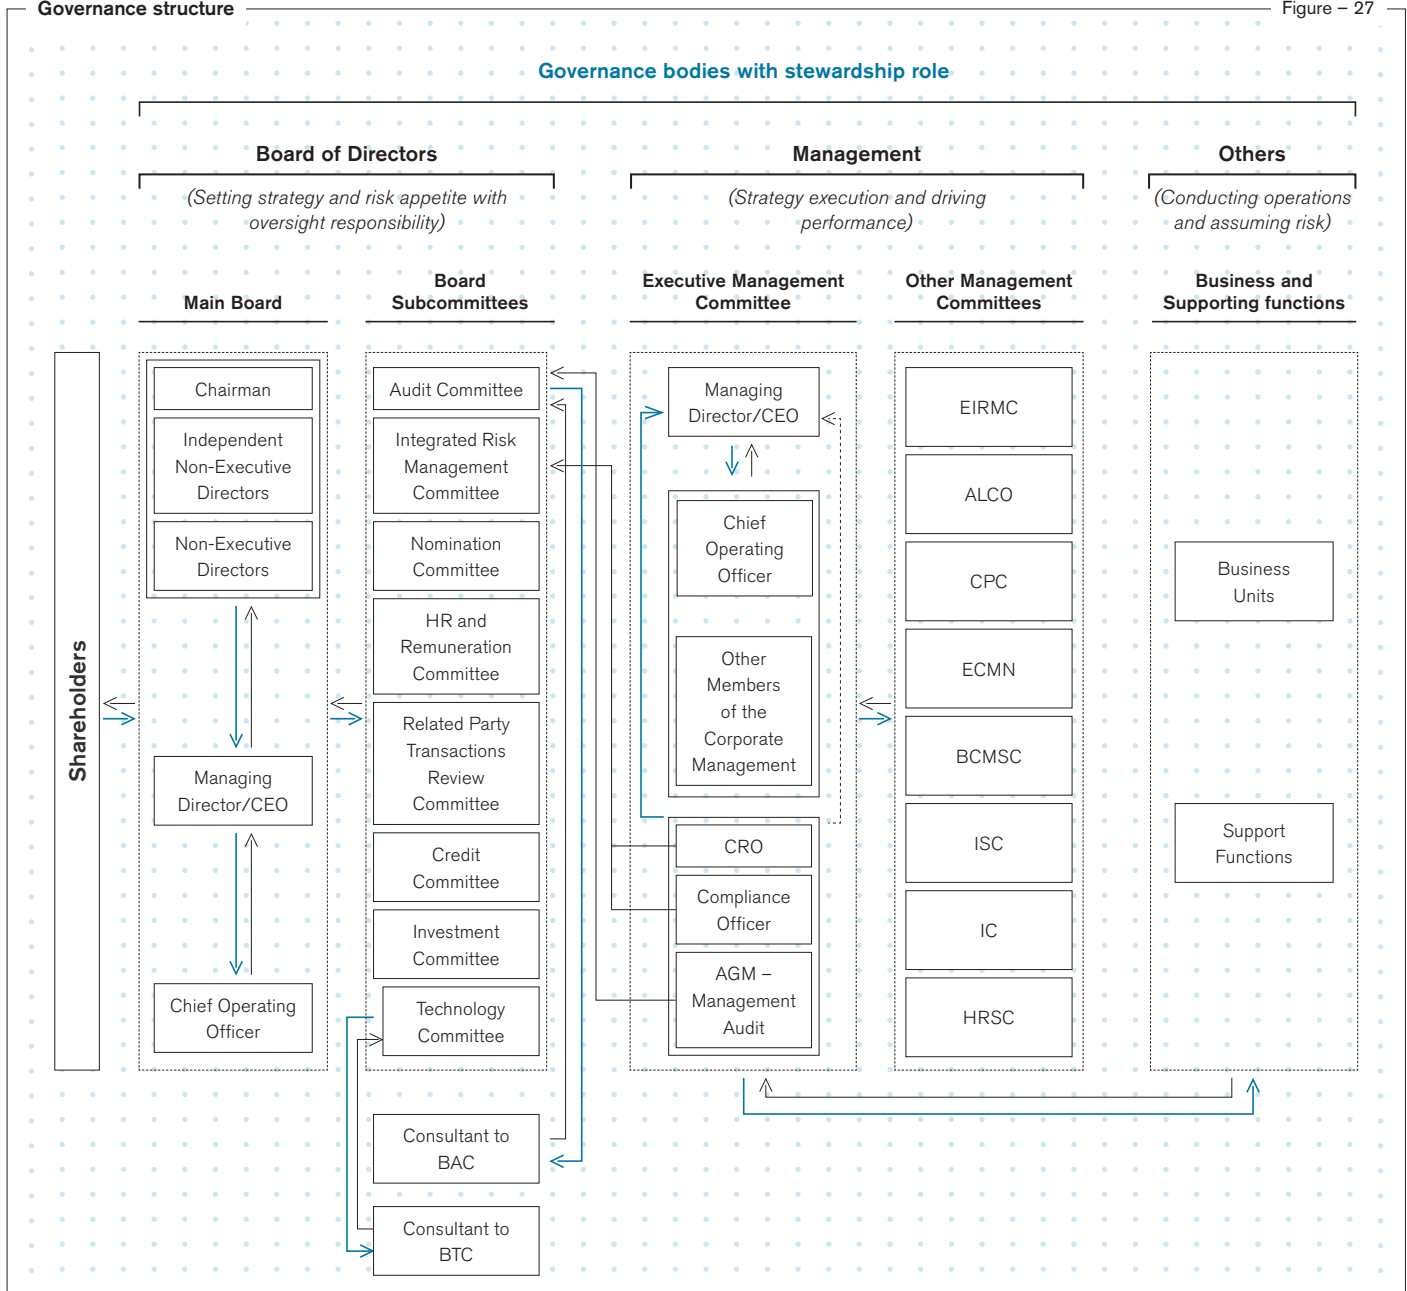 Governance structure
Figure – 27
Governance bodies with stewardship role
Board of Directors
(Setting strategy and risk appetite with
oversight responsibility)
Management
(Strategy execution and driving
performance)
Others
(Conducting operations
and assuming risk)
Main Board
Board
Subcommittees
Executive Management
Committee
Other Management
Committees
Business and
Supporting functions
Shareholders
Chairman
Independent
Non-Executive
Directors
Non-Executive
Directors
Managing
Director/CEO
Chief Operating
Officer
Audit Committee
Integrated Risk
Management
Committee
Nomination
Committee
HR and
Remuneration
Committee
Related Party
Transactions
Review
Committee
Credit
Committee
Investment
Committee
Technology
Committee
Consultant to
BAC
Consultant to
BTC
Managing
Director/CEO
Chief
Operating
Officer
Other
Members
of the
Corporate
Management
CRO
Compliance
Officer
AGM –
Management
Audit
EIRMC
ALCO
CPC
ECMN
BCMSC
ISC
IC
HRSC
Business
Units
Support
Functions